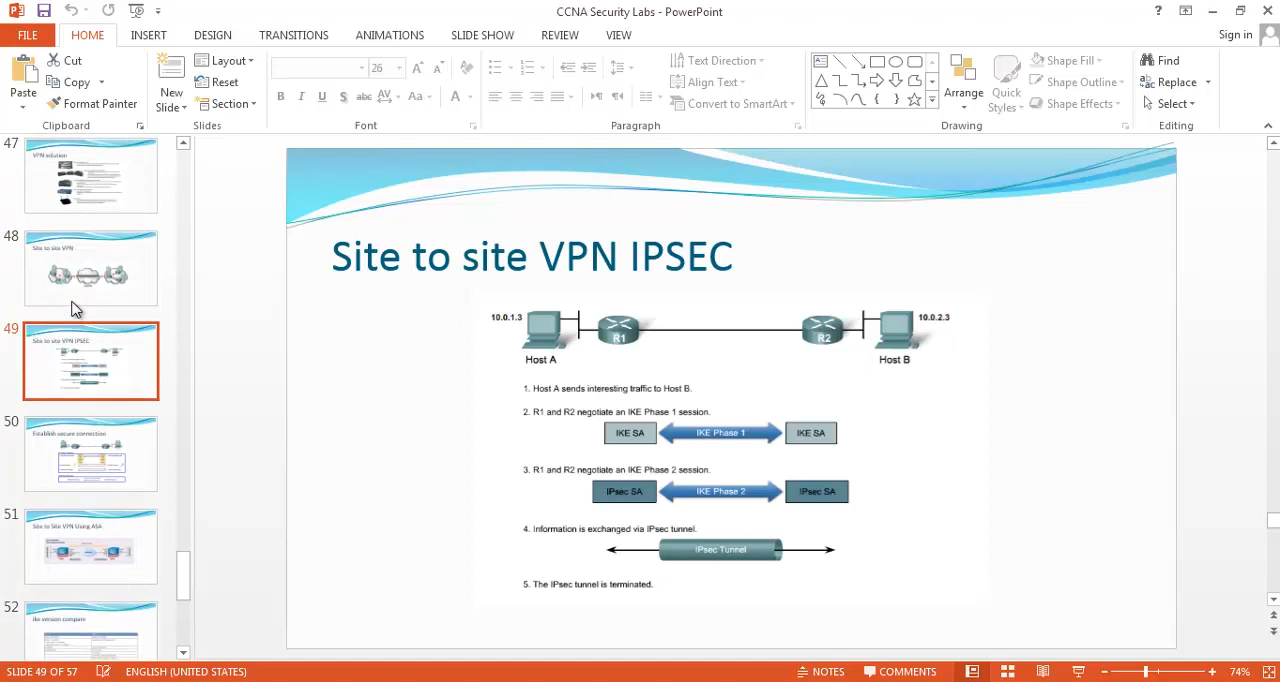 CCNA Security Labs - PowerPoint
?
FILE
HOME
INSERT
DESIGN
TRANSITIONS
ANIMATIONS
SLIDE SHOW
REVIEW
VIEW
Sign in
Paste
Cut
Copy
Format Painter
Clipboard
New
Slide
Layout
Reset
Section
Slides
26
B I U S abc AV Aa A
Font
Text Direction
Align Text
Convert to SmartArt
Paragraph
Arrange
Quick
Styles
Shape Fill
Shape Outline
Shape Effects
Drawing
Find
Replace
Select
Editing
47
VPN solution
48
Site to site VPN
49
Site to site VPN IPSEC
50
Establish secure connection
51
Site to Site VPN Using ASA
52
Ike version compare
Site to site VPN IPSEC
10.0.1.3
R1
R2
10.0.2.3
Host A
Host B
1. Host A sends interesting traffic to Host B.
2. R1 and R2 negotiate an IKE Phase 1 session.
IKE SA
IKE Phase 1
IKE SA
3. R1 and R2 negotiate an IKE Phase 2 session.
IPsec SA
IKE Phase 2
IPsec SA
4. Information is exchanged via IPsec tunnel.
IPsec Tunnel
5. The IPsec tunnel is terminated.
SLIDE 49 OF 57
ENGLISH (UNITED STATES)
NOTES
COMMENTS
74%